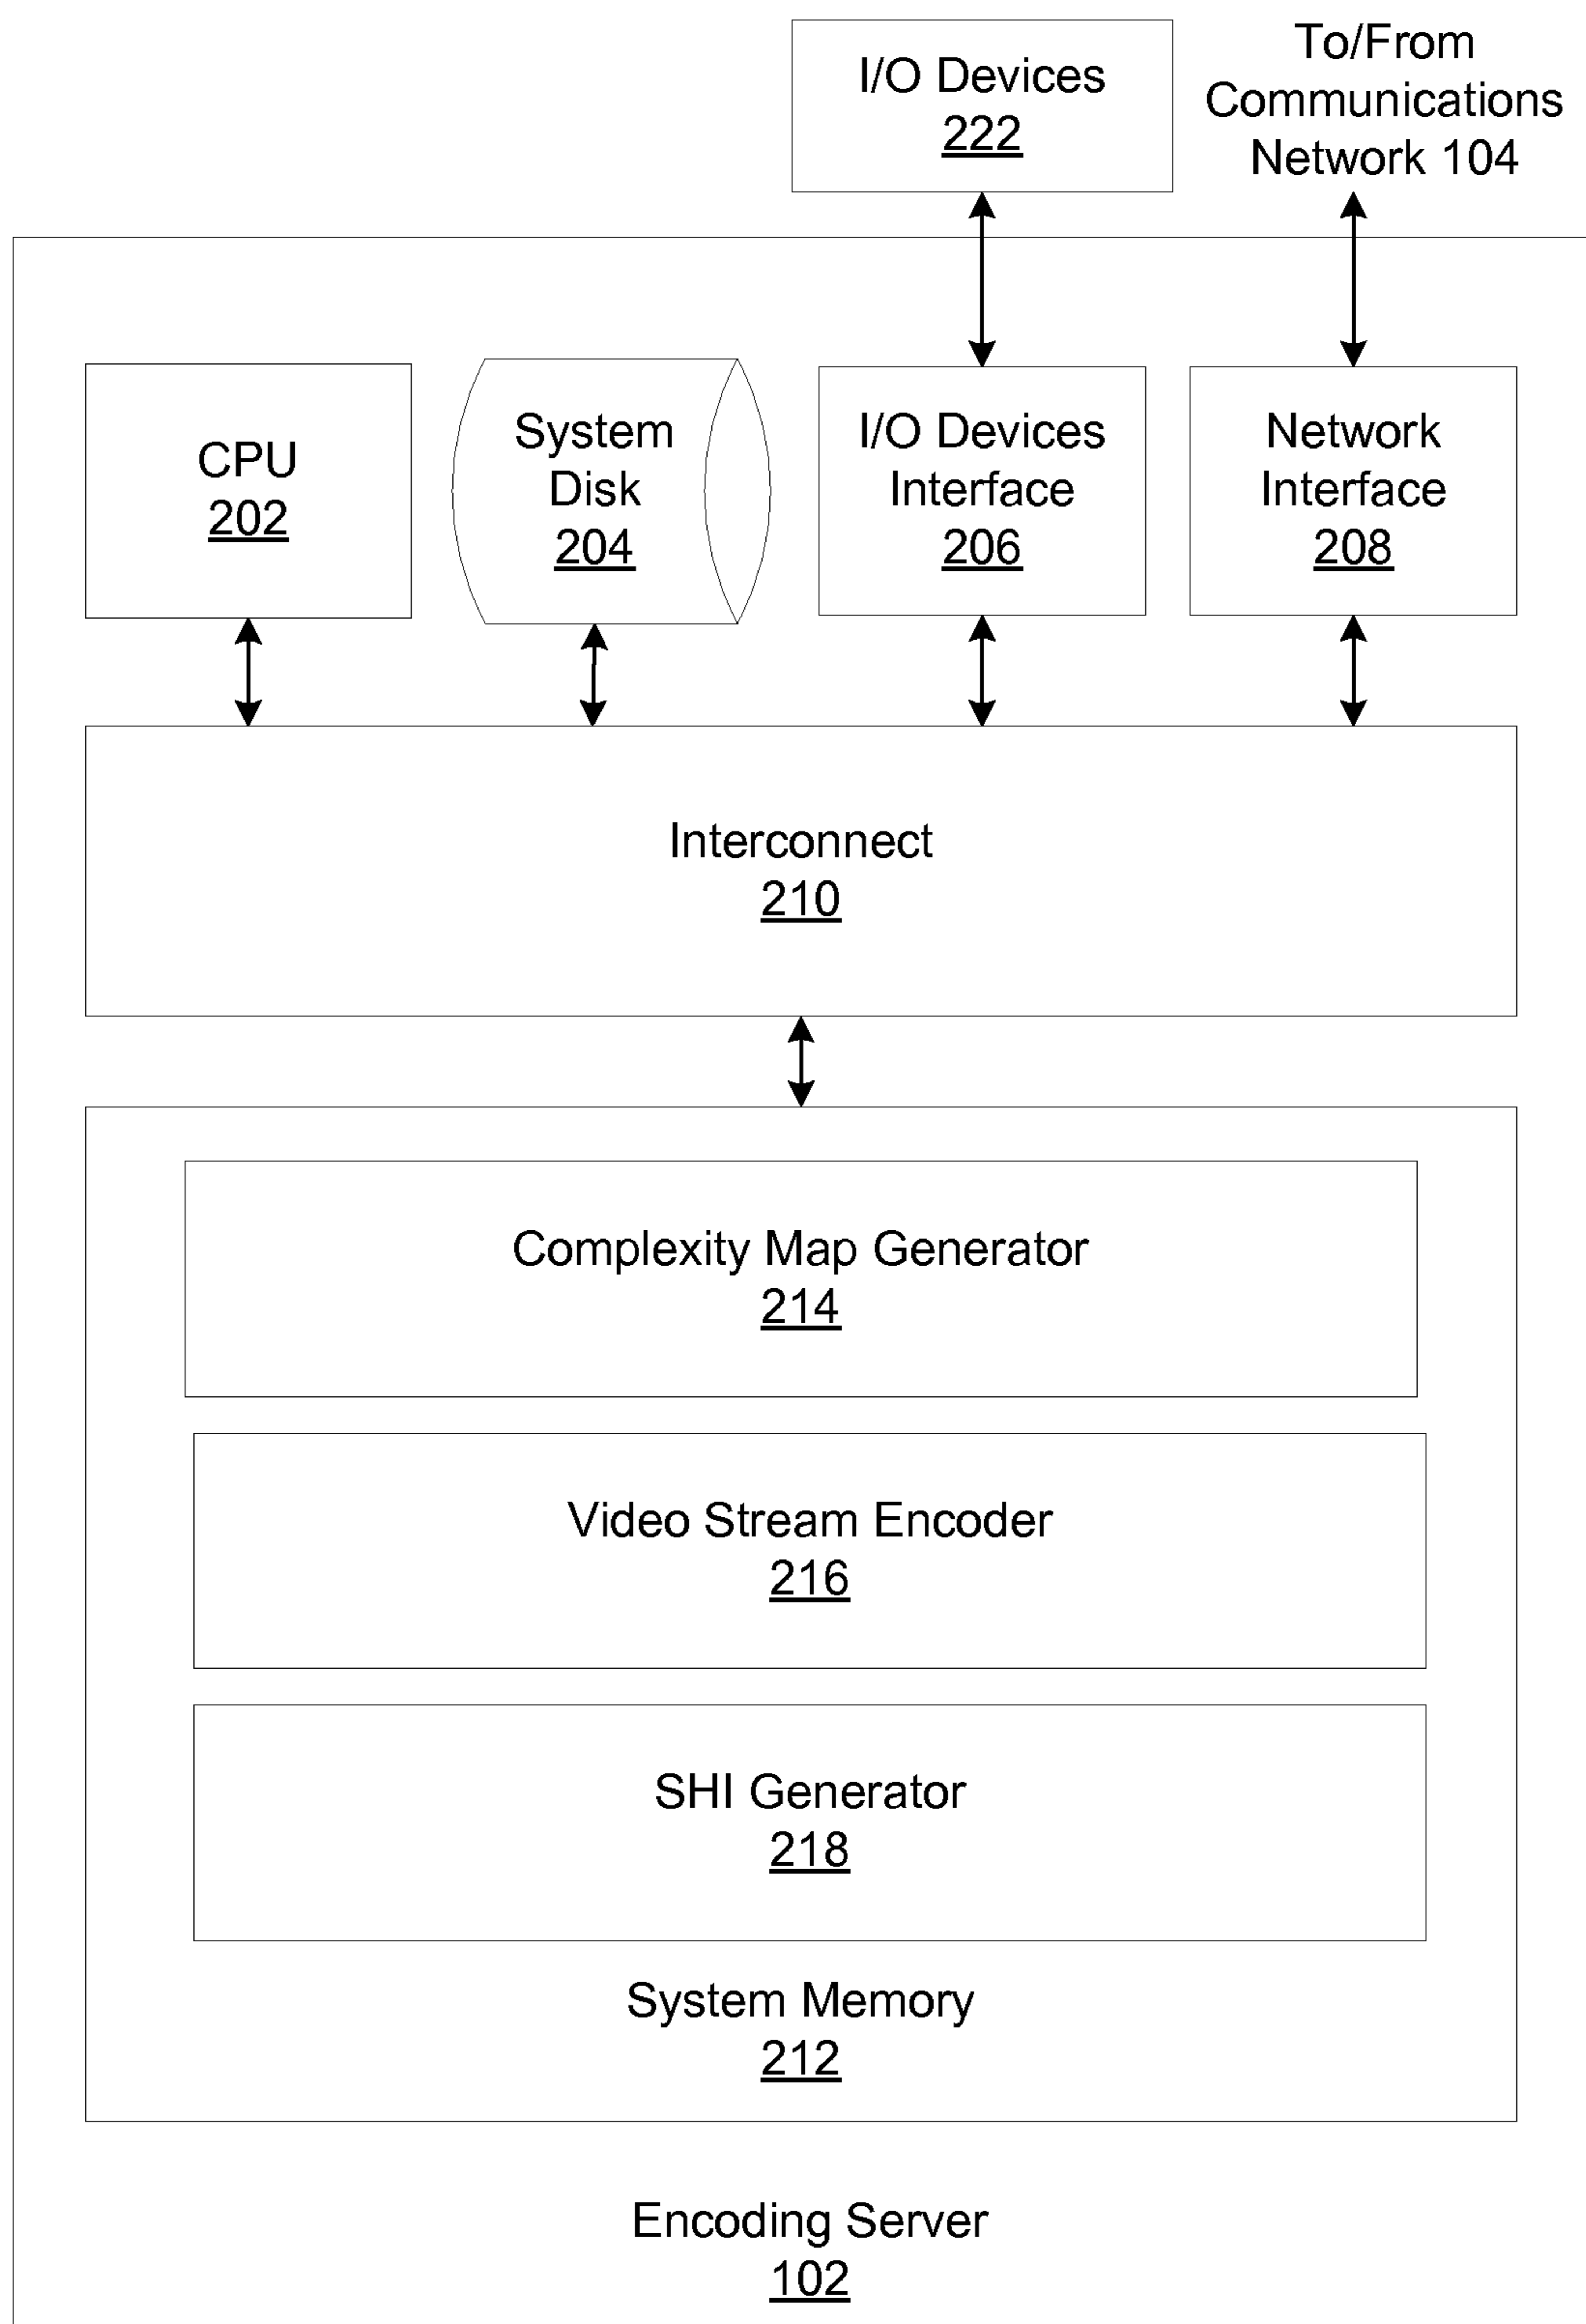 I/O Devices
222
To/From
Communications
Network 104
CPU
202
System
Disk
204
I/O Devices
Interface
206
Network
Interface
208
Interconnect
210
Complexity Map Generator
214
Video Stream Encoder
216
SHI Generator
218
System Memory
212
Encoding Server
102